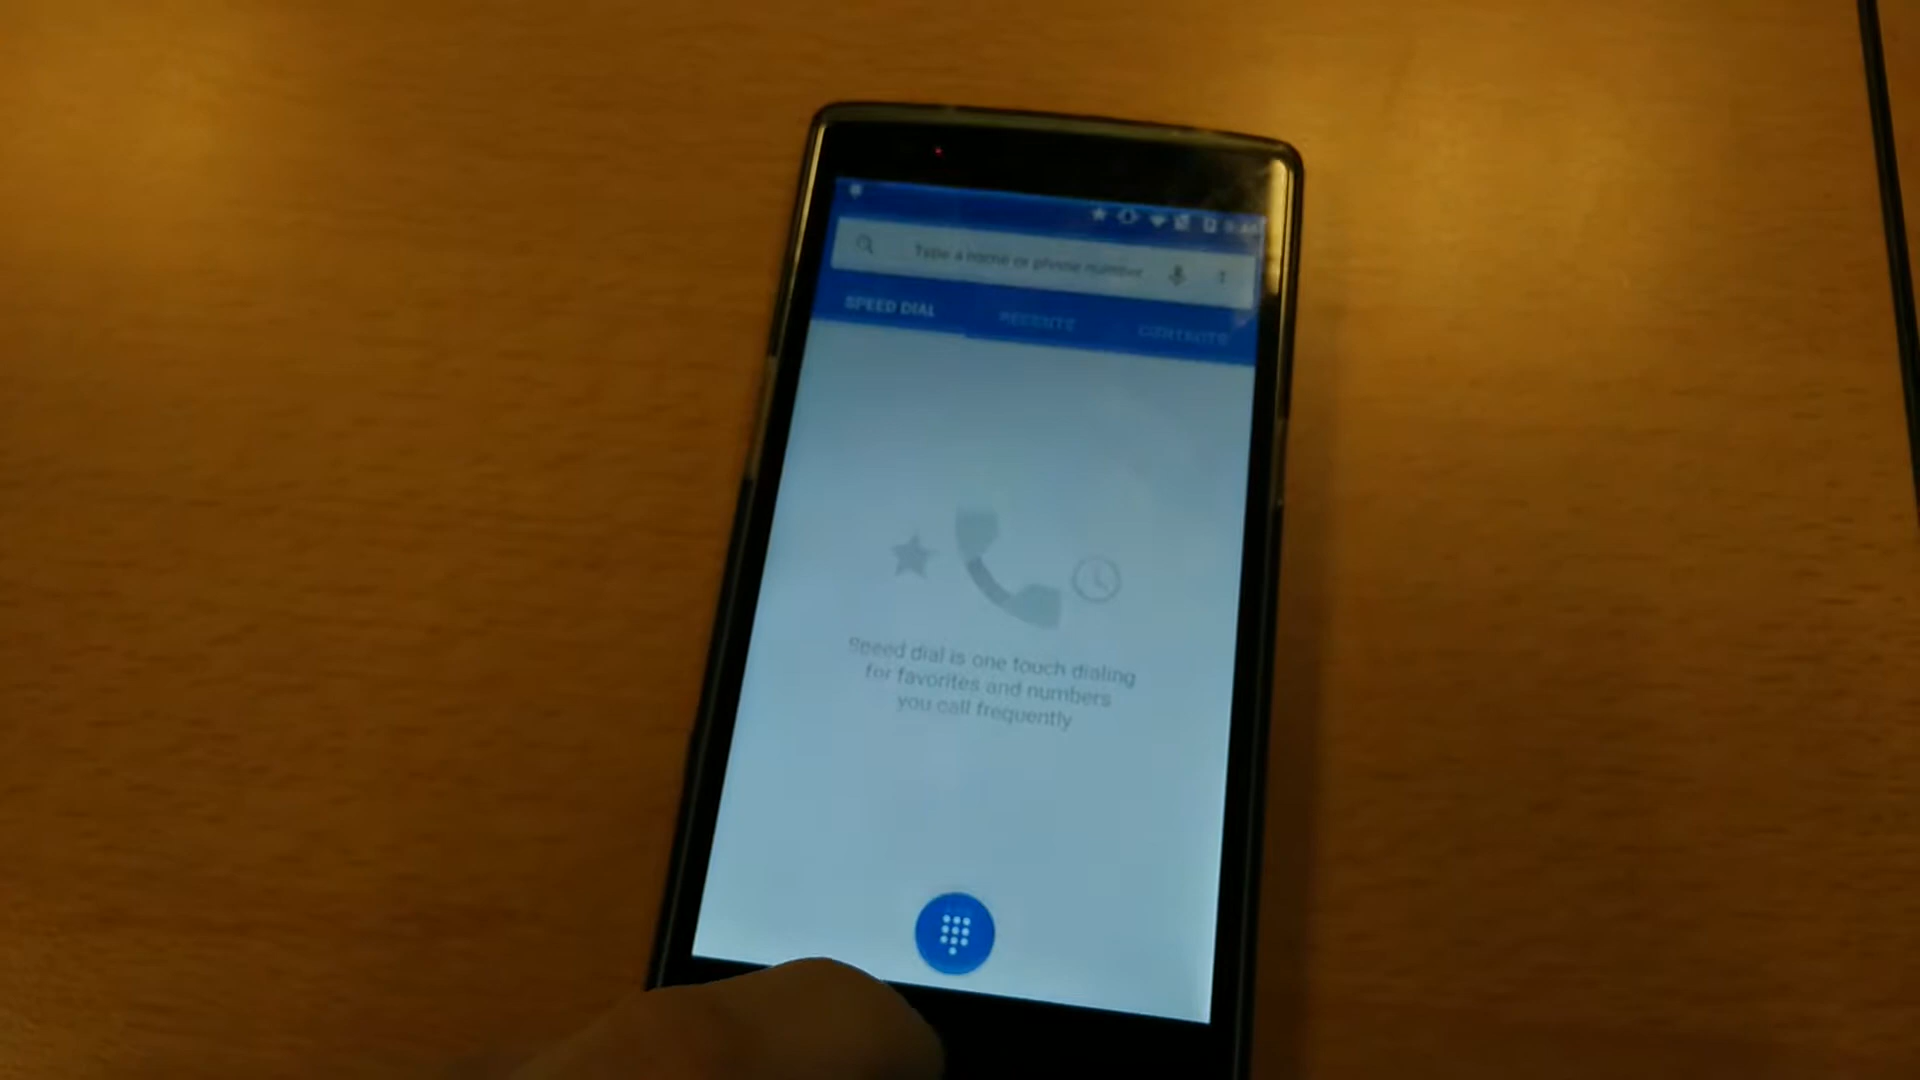 Type a name or phone number
SPEED DIAL RECENTS CONTACTS
Speed dial is one touch dialing
for favorites and numbers
you call frequently